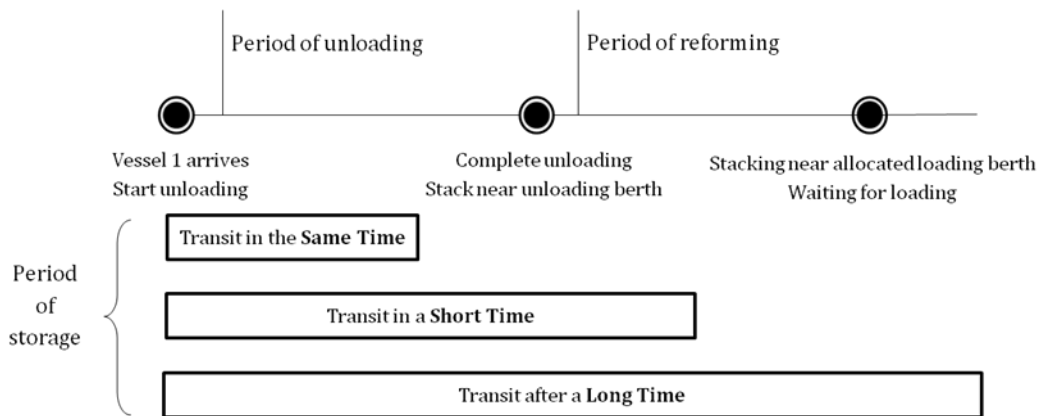 Period of unloading
Period of reforming
Vessel 1 arrives
Start unloading
Complete unloading
Stack near unloading berth
Stacking near allocated loading berth
Waiting for loading
Period
of
storage
Transit in the Same Time
Transit in a Short Time
Transit after a Long Time